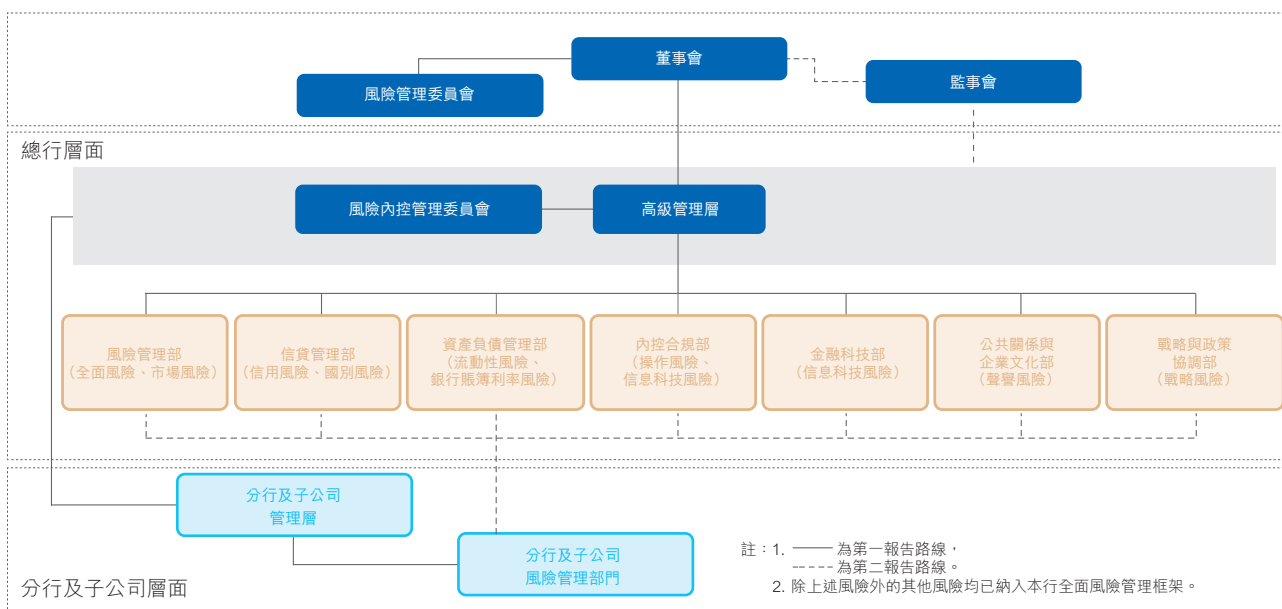 董事會
風險管理委員會
監事會
總行層面
風險內控管理委員會
高級管理層
風險管理部
（全面風險、市場風險）
信貸管理部
（信用風險、國別風險）
資產負債管理部
（流動性風險、
銀行賬簿利率風險）
內控合規部
（操作風險、
信息科技風險）
金融科技部
（信息科技風險）
公共關係與
企業文化部
（聲譽風險）
戰略與政策
協調部
（戰略風險）
分行及子公司
管理層
分行及子公司
風險管理部門
分行及子公司層面
註：1. —— 為第一報告路線，
----- 為第二報告路線。
2. 除上述風險外的其他風險均已納入本行全面風險管理框架。